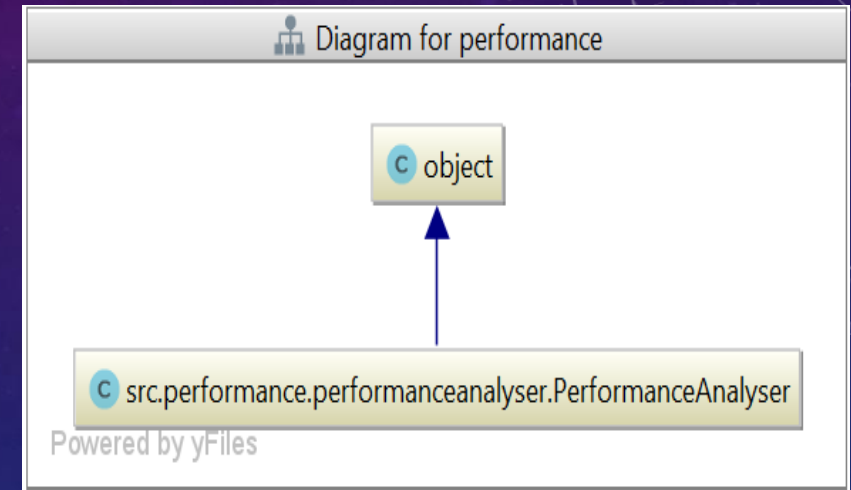 Diagram for performance
C object
C src.performance.performanceanalyser.PerformanceAnalyser
Powered by yFiles